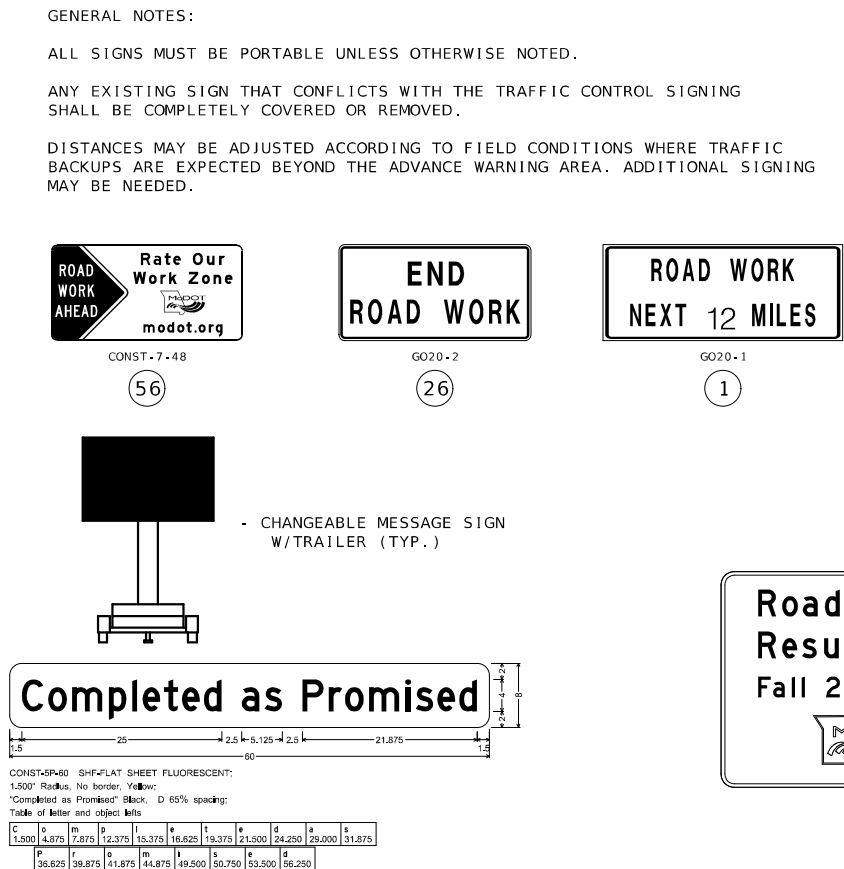 GENERAL NOTES:
ALL SIGNS MUST BE PORTABLE UNLESS OTHERWISE NOTED.
ANY EXISTING SIGN THAT CONFLICTS WITH THE TRAFFIC CONTROL SIGNING
SHALL BE COMPLETELY COVERED OR REMOVED.
DISTANCES MAY BE ADJUSTED ACCORDING TO FIELD CONDITIONS WHERE TRAFFIC
BACKUPS ARE EXPECTED BEYOND THE ADVANCE WARNING AREA. ADDITIONAL SIGNING
MAY BE NEEDED.
ROAD
WORK
AHEAD
Rate Our
Work Zone
MoDOT
modot.org
CONST-7-48
56
END
ROAD WORK
GO20-2
26
ROAD WORK
NEXT 12 MILES
GO20-1
1
- CHANGEABLE MESSAGE SIGN
W/TRAILER (TYP.)
Road
Resu
Fall 2
Completed as Promised
2
4
2
8
1.5 25 2.5 5.125 2.5 21.875 1.5
60
CONST-5P-60 SHF-FLAT SHEET FLUORESCENT;
1.500" Radius, No border, Yellow;
"Completed as Promised" Black, D 65% spacing;
Table of letter and object lefts
C o m p l e t e d a s
1.500 4.875 7.875 12.375 15.375 16.625 19.375 21.500 24.250 29.000 31.875
P r o m i s e d
36.625 39.875 41.875 44.875 49.500 50.750 53.500 56.250